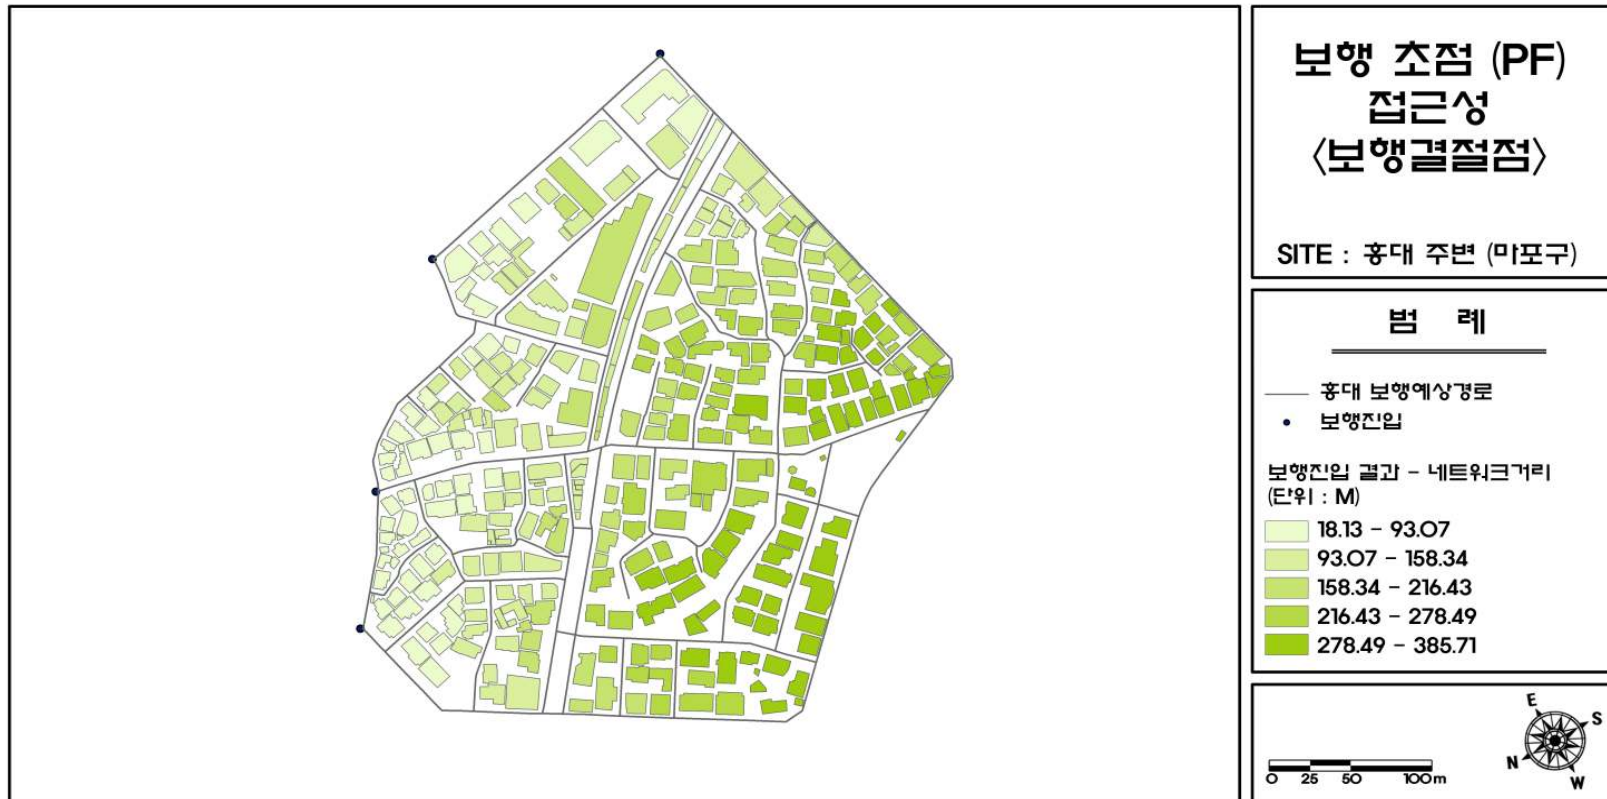 보행 초점 (PF)
접근성
〈보행결절점〉
SITE : 홍대 주변 (마포구)
범 례
홍대 보행예상경로
보행진입
보행진입 결과 - 네트워크거리
(단위 : M)
18.13 - 93.07
93.07 - 158.34
158.34 - 216.43
216.43 - 278.49
278.49 - 385.71
E
S
N
W
0 25 50 100m